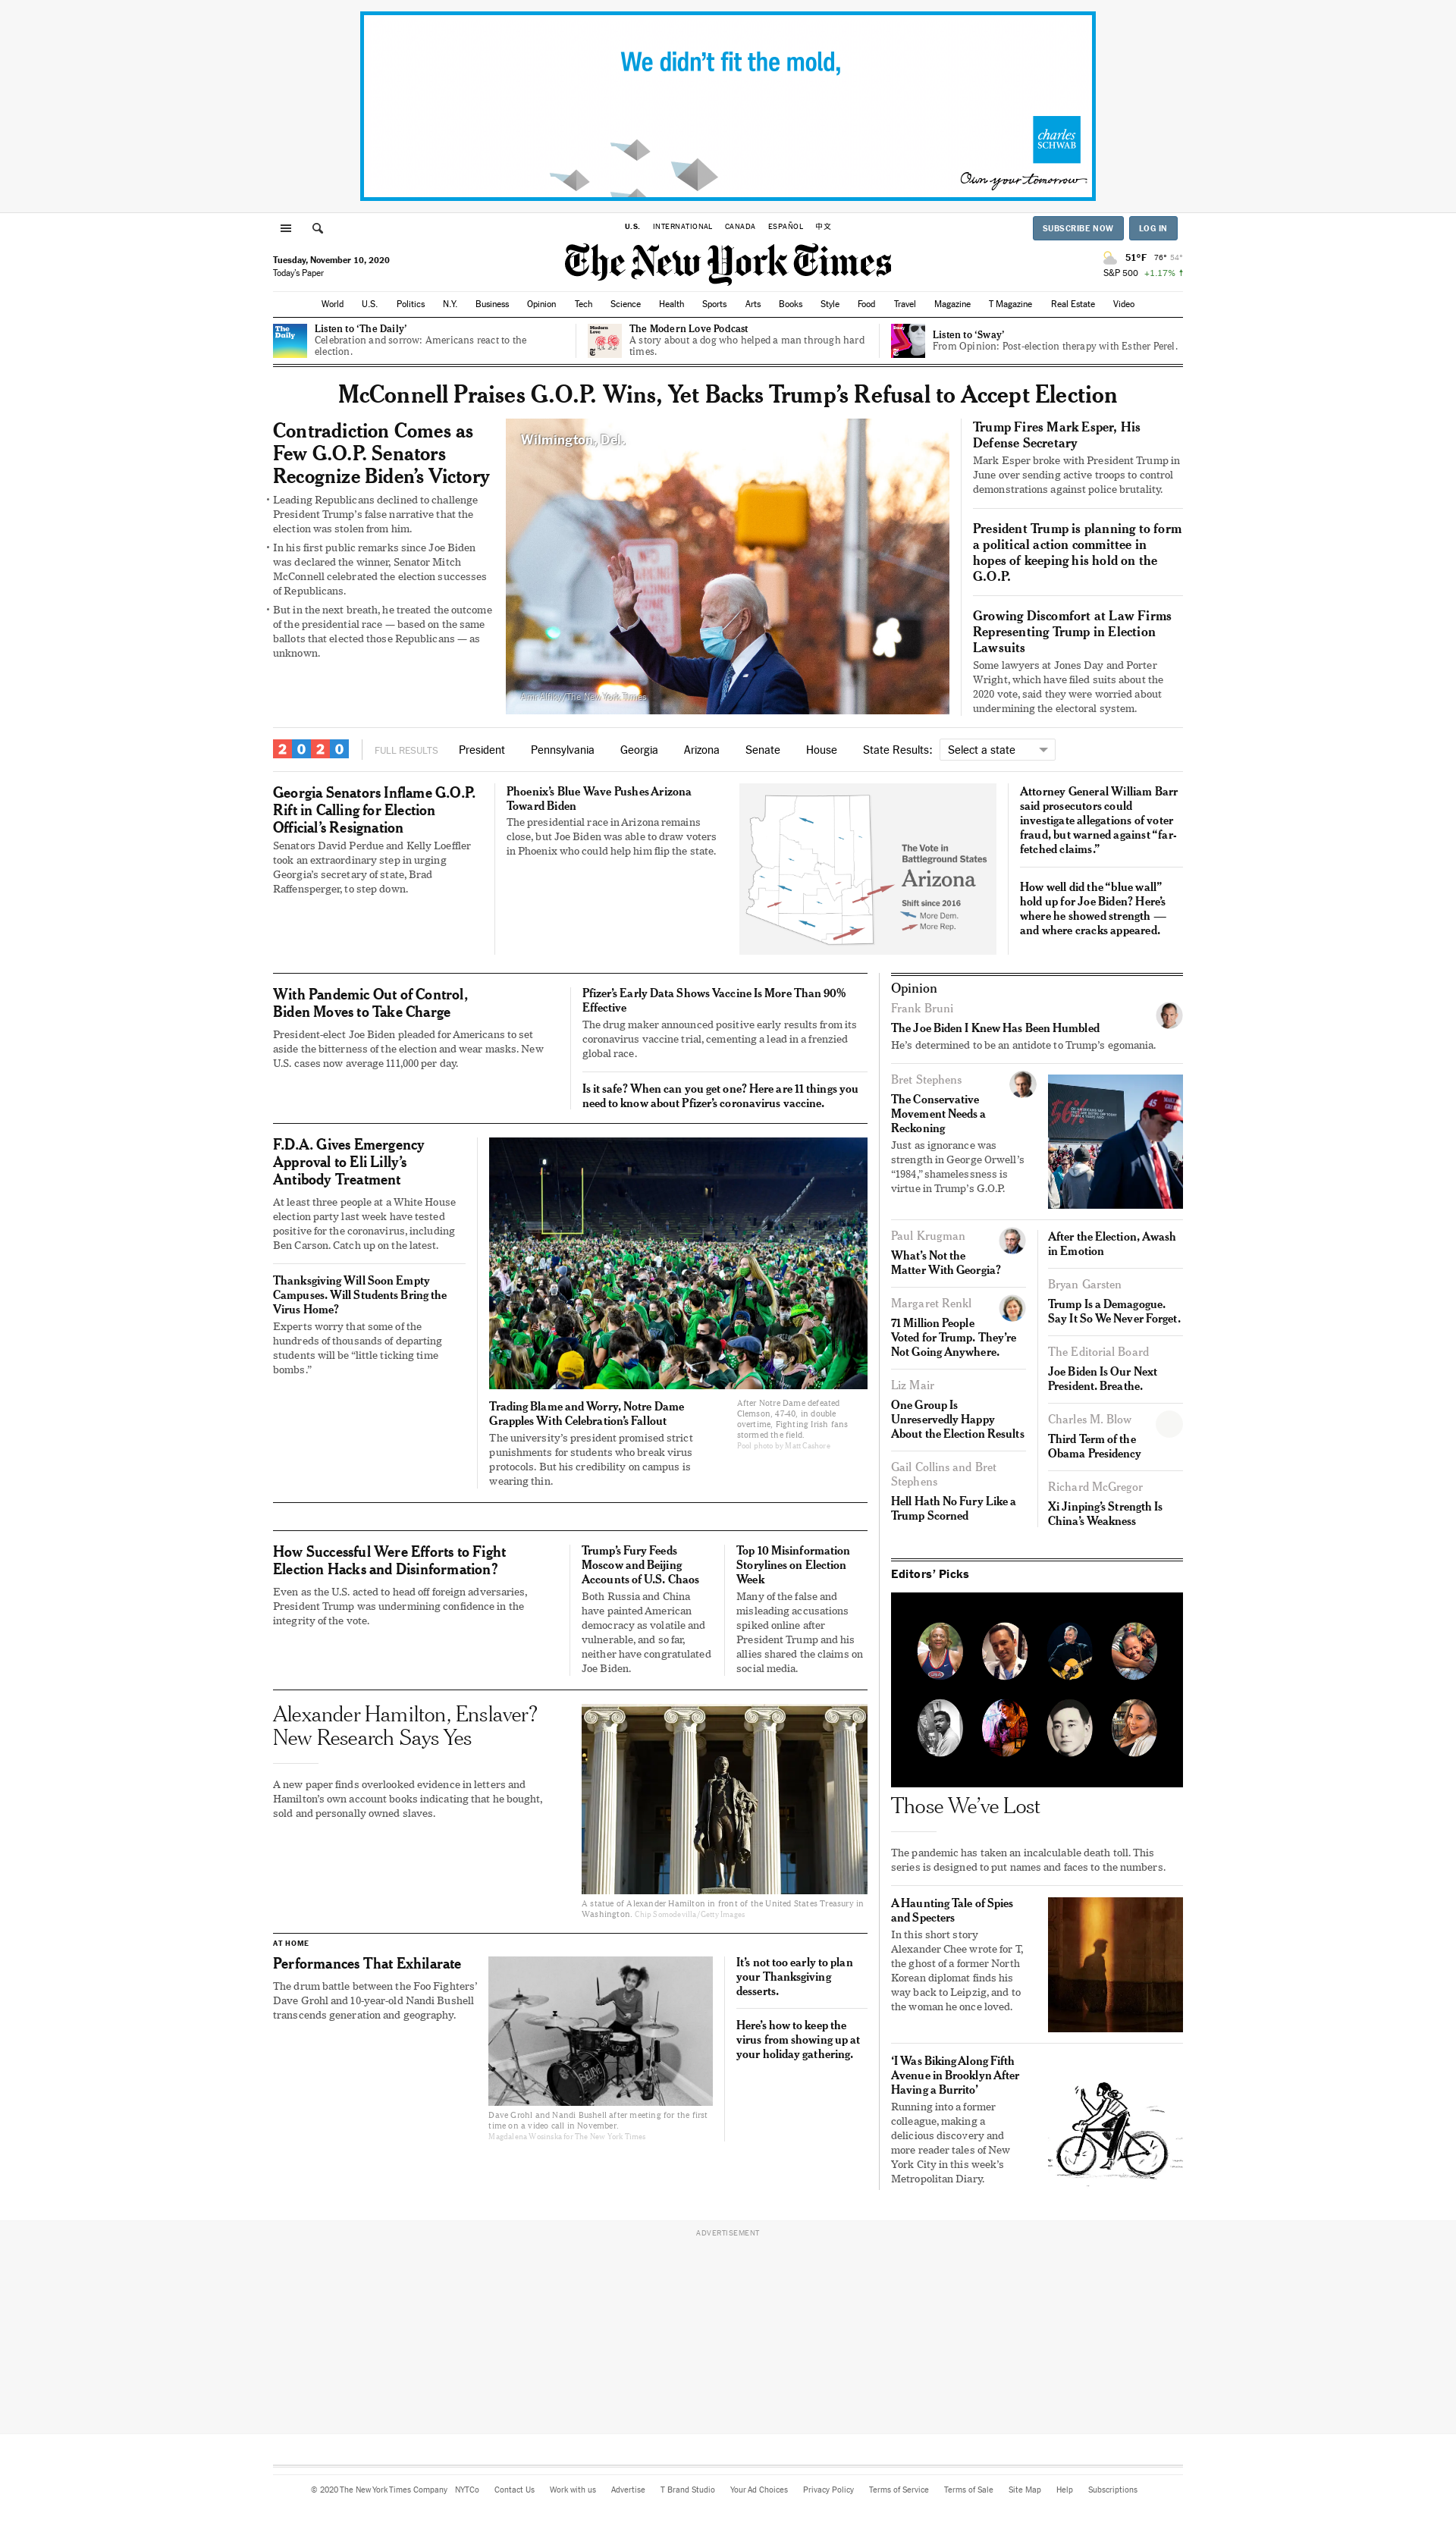 We didn't fit the mold,
charles
SCHWAB
Own your tomorrow.
U.S. INTERNATIONAL CANADA ESPAÑOL 中文
SUBSCRIBE NOW LOG IN
The New York Times
Tuesday, November 10, 2020
Today's Paper
51°F 76° 54°
S&P 500 +1.17% ↑
World U.S. Politics N.Y. Business Opinion Tech Science Health Sports Arts Books Style Food Travel Magazine T Magazine Real Estate Video
The
Daily
Listen to 'The Daily'
Celebration and sorrow: Americans react to the
election.
Modern
Love
The Modern Love Podcast
A story about a dog who helped a man through hard
times.
Sway
Listen to 'Sway'
From Opinion: Post-election therapy with Esther Perel.
McConnell Praises G.O.P. Wins, Yet Backs Trump's Refusal to Accept Election
Contradiction Comes as
Few G.O.P. Senators
Recognize Biden's Victory
• Leading Republicans declined to challenge
President Trump's false narrative that the
election was stolen from him.
• In his first public remarks since Joe Biden
was declared the winner, Senator Mitch
McConnell celebrated the election successes
of Republicans.
• But in the next breath, he treated the outcome
of the presidential race — based on the same
ballots that elected those Republicans — as
unknown.
Wilmington, Del.
Amr Alfiky/The New York Times
Trump Fires Mark Esper, His
Defense Secretary
Mark Esper broke with President Trump in
June over sending active troops to control
demonstrations against police brutality.
President Trump is planning to form
a political action committee in
hopes of keeping his hold on the
G.O.P.
Growing Discomfort at Law Firms
Representing Trump in Election
Lawsuits
Some lawyers at Jones Day and Porter
Wright, which have filed suits about the
2020 vote, said they were worried about
undermining the electoral system.
2020 FULL RESULTS President Pennsylvania Georgia Arizona Senate House State Results: Select a state
Georgia Senators Inflame G.O.P.
Rift in Calling for Election
Official's Resignation
Senators David Perdue and Kelly Loeffler
took an extraordinary step in urging
Georgia's secretary of state, Brad
Raffensperger, to step down.
Phoenix's Blue Wave Pushes Arizona
Toward Biden
The presidential race in Arizona remains
close, but Joe Biden was able to draw voters
in Phoenix who could help him flip the state.
The Vote in
Battleground States
Arizona
Shift since 2016
More Dem.
More Rep.
Attorney General William Barr
said prosecutors could
investigate allegations of voter
fraud, but warned against "far-
fetched claims."
How well did the "blue wall"
hold up for Joe Biden? Here's
where he showed strength —
and where cracks appeared.
With Pandemic Out of Control,
Biden Moves to Take Charge
President-elect Joe Biden pleaded for Americans to set
aside the bitterness of the election and wear masks. New
U.S. cases now average 111,000 per day.
Pfizer's Early Data Shows Vaccine Is More Than 90%
Effective
The drug maker announced positive early results from its
coronavirus vaccine trial, cementing a lead in a frenzied
global race.
Is it safe? When can you get one? Here are 11 things you
need to know about Pfizer's coronavirus vaccine.
F.D.A. Gives Emergency
Approval to Eli Lilly's
Antibody Treatment
At least three people at a White House
election party last week have tested
positive for the coronavirus, including
Ben Carson. Catch up on the latest.
Thanksgiving Will Soon Empty
Campuses. Will Students Bring the
Virus Home?
Experts worry that some of the
hundreds of thousands of departing
students will be "little ticking time
bombs."
Trading Blame and Worry, Notre Dame
Grapples With Celebration's Fallout
The university's president promised strict
punishments for students who break virus
protocols. But his credibility on campus is
wearing thin.
After Notre Dame defeated
Clemson, 47-40, in double
overtime, Fighting Irish fans
stormed the field.
Pool photo by Matt Cashore
How Successful Were Efforts to Fight
Election Hacks and Disinformation?
Even as the U.S. acted to head off foreign adversaries,
President Trump was undermining confidence in the
integrity of the vote.
Trump's Fury Feeds
Moscow and Beijing
Accounts of U.S. Chaos
Both Russia and China
have painted American
democracy as volatile and
vulnerable, and so far,
neither have congratulated
Joe Biden.
Top 10 Misinformation
Storylines on Election
Week
Many of the false and
misleading accusations
spiked online after
President Trump and his
allies shared the claims on
social media.
Alexander Hamilton, Enslaver?
New Research Says Yes
A new paper finds overlooked evidence in letters and
Hamilton's own account books indicating that he bought,
sold and personally owned slaves.
A statue of Alexander Hamilton in front of the United States Treasury in
Washington. Chip Somodevilla/Getty Images
AT HOME
Performances That Exhilarate
The drum battle between the Foo Fighters'
Dave Grohl and 10-year-old Nandi Bushell
transcends generation and geography.
Dave Grohl and Nandi Bushell after meeting for the first
time on a video call in November.
Magdalena Wosinska for The New York Times
It's not too early to plan
your Thanksgiving
desserts.
Here's how to keep the
virus from showing up at
your holiday gathering.
Opinion
Frank Bruni
The Joe Biden I Knew Has Been Humbled
He's determined to be an antidote to Trump's egomania.
Bret Stephens
The Conservative
Movement Needs a
Reckoning
Just as ignorance was
strength in George Orwell's
"1984," shamelessness is
virtue in Trump's G.O.P.
56%
45
Paul Krugman
What's Not the
Matter With Georgia?
Margaret Renkl
71 Million People
Voted for Trump. They're
Not Going Anywhere.
Liz Mair
One Group Is
Unreservedly Happy
About the Election Results
Gail Collins and Bret
Stephens
Hell Hath No Fury Like a
Trump Scorned
After the Election, Awash
in Emotion
Bryan Garsten
Trump Is a Demagogue.
Say It So We Never Forget.
The Editorial Board
Joe Biden Is Our Next
President. Breathe.
Charles M. Blow
Third Term of the
Obama Presidency
Richard McGregor
Xi Jinping's Strength Is
China's Weakness
Editors' Picks
Those We've Lost
The pandemic has taken an incalculable death toll. This
series is designed to put names and faces to the numbers.
A Haunting Tale of Spies
and Specters
In this short story
Alexander Chee wrote for T,
the ghost of a former North
Korean diplomat finds his
way back to Leipzig, and to
the woman he once loved.
'I Was Biking Along Fifth
Avenue in Brooklyn After
Having a Burrito'
Running into a former
colleague, making a
delicious discovery and
more reader tales of New
York City in this week's
Metropolitan Diary.
ADVERTISEMENT
© 2020 The New York Times Company NYTCo Contact Us Work with us Advertise T Brand Studio Your Ad Choices Privacy Policy Terms of Service Terms of Sale Site Map Help Subscriptions